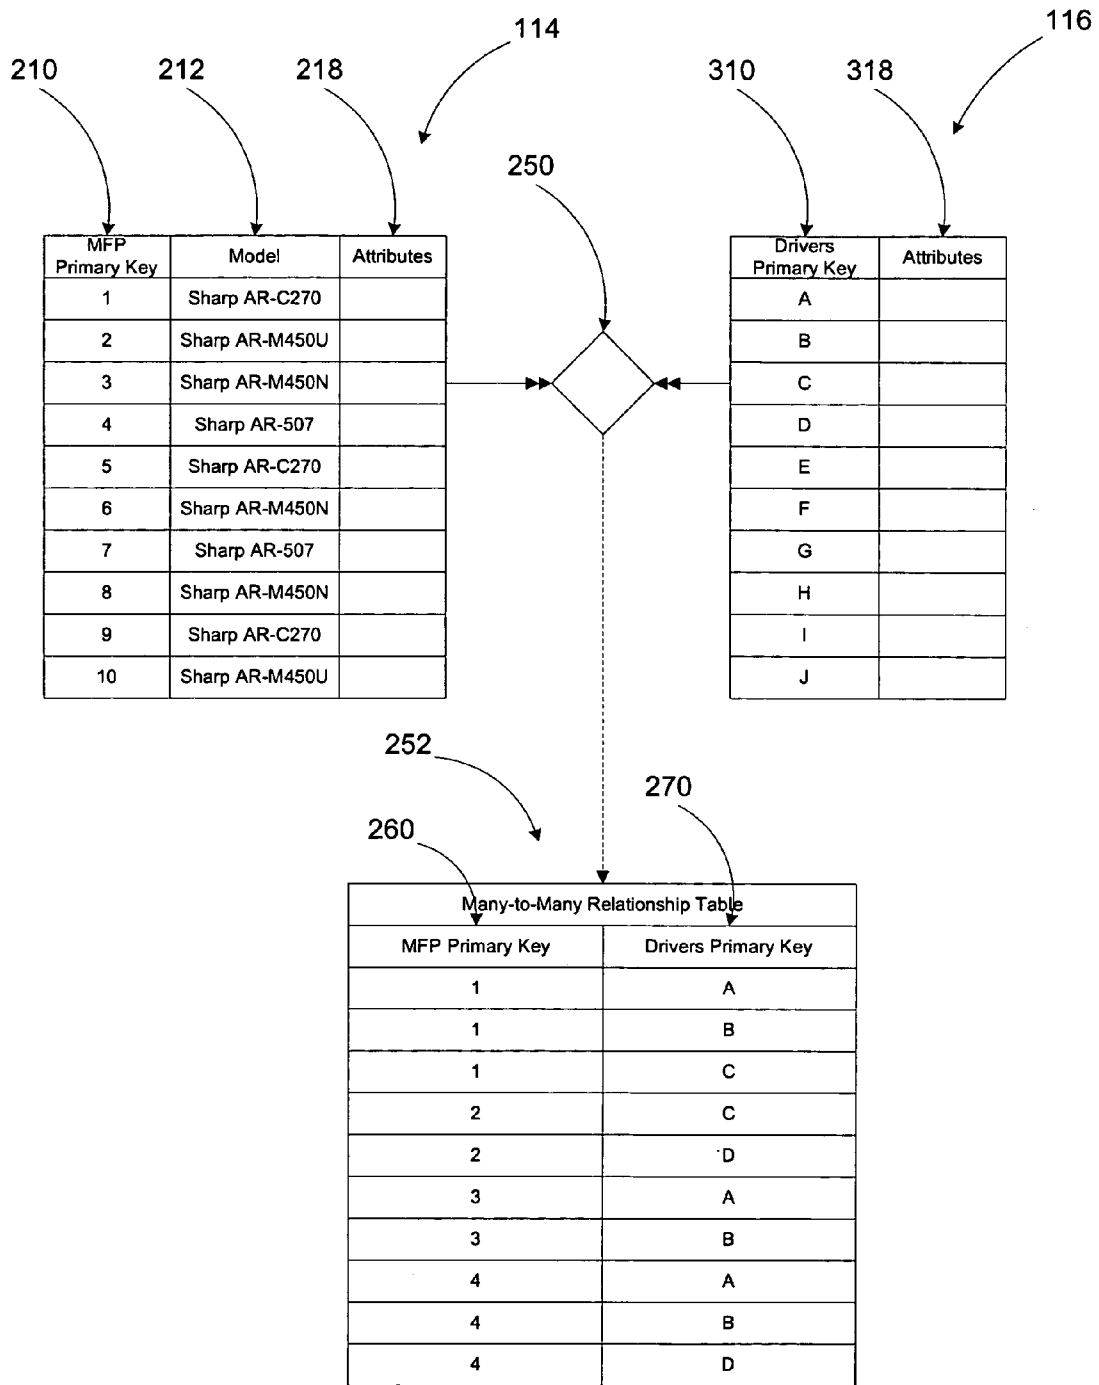 114
116
210
212
218
310
318
250
MFP Primary Key Model Attributes
1 Sharp AR-C270
2 Sharp AR-M450U
3 Sharp AR-M450N
4 Sharp AR-507
5 Sharp AR-C270
6 Sharp AR-M450N
7 Sharp AR-507
8 Sharp AR-M450N
9 Sharp AR-C270
10 Sharp AR-M450U
Drivers Primary Key Attributes
A
B
C
D
E
F
G
H
I
J
252
270
260
Many-to-Many Relationship Table
MFP Primary Key Drivers Primary Key
1 A
1 B
1 C
2 C
2 D
3 A
3 B
4 A
4 B
4 D